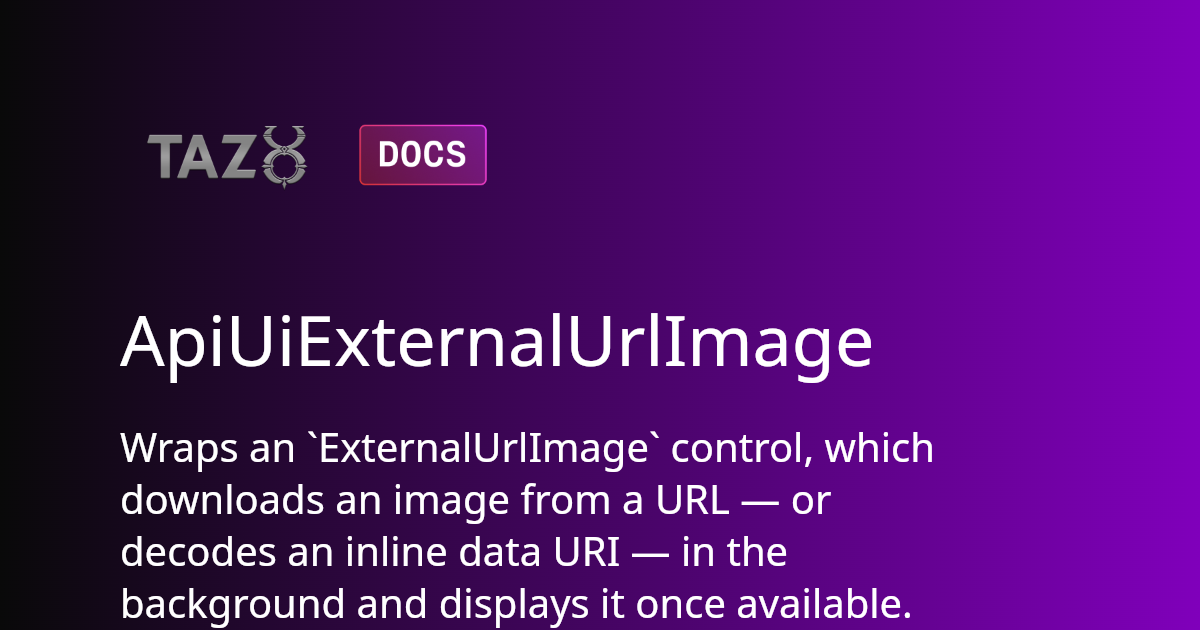 TAZ
DOCS
ApiUiExternalUrlImage
Wraps an `ExternalUrlImage` control, which
downloads an image from a URL — or
decodes an inline data URI — in the
background and displays it once available.